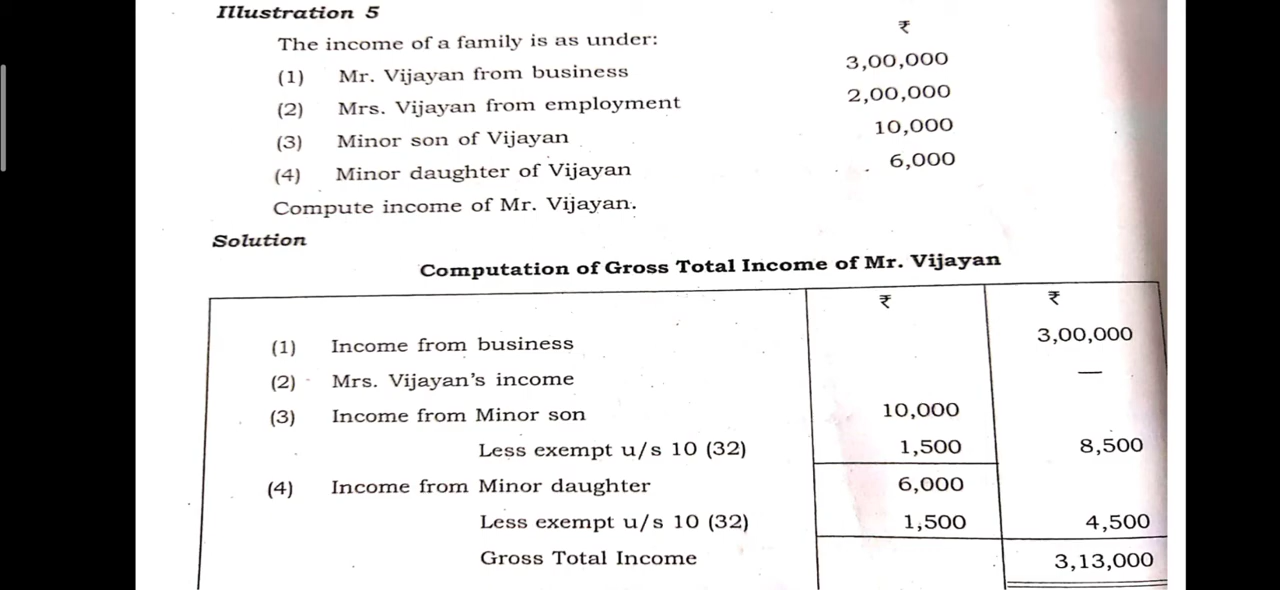 Illustration 5
₹
The income of a family is as under:
(1) Mr. Vijayan from business 3,00,000
(2) Mrs. Vijayan from employment 2,00,000
(3) Minor son of Vijayan 10,000
(4) Minor daughter of Vijayan 6,000
Compute income of Mr. Vijayan.
Solution
Computation of Gross Total Income of Mr. Vijayan
₹ ₹
(1) Income from business 3,00,000
(2) Mrs. Vijayan's income —
(3) Income from Minor son 10,000
Less exempt u/s 10 (32) 1,500 8,500
(4) Income from Minor daughter 6,000
Less exempt u/s 10 (32) 1,500 4,500
Gross Total Income 3,13,000